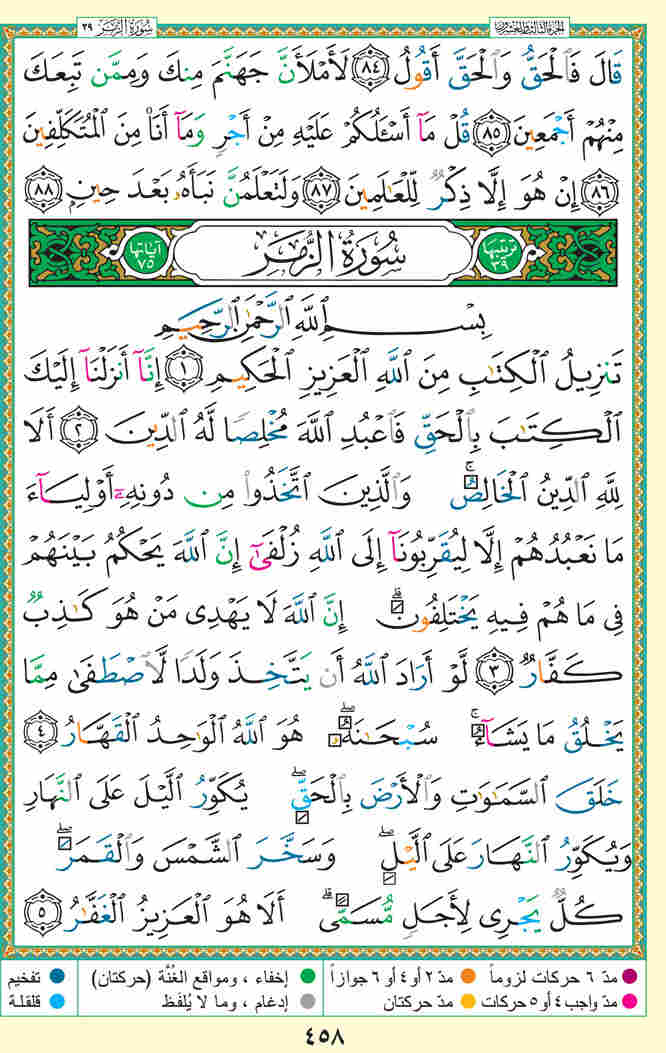 الجزء الثالث والعشرون
سورة الزمر ٣٩
قَالَ فَٱلْحَقُّ وَٱلْحَقَّ أَقُولُ ٨٤ لَأَمْلَأَنَّ جَهَنَّمَ مِنكَ وَمِمَّن تَبِعَكَ
مِنْهُمْ أَجْمَعِينَ ٨٥ قُلْ مَآ أَسْـَٔلُكُمْ عَلَيْهِ مِنْ أَجْرٍ وَمَآ أَنَا۠ مِنَ ٱلْمُتَكَلِّفِينَ
٨٦ إِنْ هُوَ إِلَّا ذِكْرٌ لِّلْعَـٰلَمِينَ ٨٧ وَلَتَعْلَمُنَّ نَبَأَهُۥ بَعْدَ حِينٍۭ ٨٨
ترتيبها ٣٩
سُورَةُ الزُّمَرِ
آياتها ٧٥
بِسْمِ ٱللَّهِ ٱلرَّحْمَـٰنِ ٱلرَّحِيمِ
تَنزِيلُ ٱلْكِتَـٰبِ مِنَ ٱللَّهِ ٱلْعَزِيزِ ٱلْحَكِيمِ ١ إِنَّآ أَنزَلْنَآ إِلَيْكَ
ٱلْكِتَـٰبَ بِٱلْحَقِّ فَٱعْبُدِ ٱللَّهَ مُخْلِصًا لَّهُ ٱلدِّينَ ٢ أَلَا
لِلَّهِ ٱلدِّينُ ٱلْخَالِصُ ۚ وَٱلَّذِينَ ٱتَّخَذُوا۟ مِن دُونِهِۦٓ أَوْلِيَآءَ
مَا نَعْبُدُهُمْ إِلَّا لِيُقَرِّبُونَآ إِلَى ٱللَّهِ زُلْفَىٰٓ إِنَّ ٱللَّهَ يَحْكُمُ بَيْنَهُمْ
فِى مَا هُمْ فِيهِ يَخْتَلِفُونَ ۗ إِنَّ ٱللَّهَ لَا يَهْدِى مَنْ هُوَ كَـٰذِبٌ
كَفَّارٌ ٣ لَّوْ أَرَادَ ٱللَّهُ أَن يَتَّخِذَ وَلَدًا لَّٱصْطَفَىٰ مِمَّا
يَخْلُقُ مَا يَشَآءُ ۚ سُبْحَـٰنَهُۥ ۖ هُوَ ٱللَّهُ ٱلْوَٰحِدُ ٱلْقَهَّارُ ٤
خَلَقَ ٱلسَّمَـٰوَٰتِ وَٱلْأَرْضَ بِٱلْحَقِّ ۖ يُكَوِّرُ ٱلَّيْلَ عَلَى ٱلنَّهَارِ
وَيُكَوِّرُ ٱلنَّهَارَ عَلَى ٱلَّيْلِ ۖ وَسَخَّرَ ٱلشَّمْسَ وَٱلْقَمَرَ ۖ
كُلٌّ يَجْرِى لِأَجَلٍ مُّسَمًّى ۗ أَلَا هُوَ ٱلْعَزِيزُ ٱلْغَفَّـٰرُ ٥
مدّ ٦ حركات لزوماً مدّ ٢ أو ٤ أو ٦ جوازاً إخفاء ، ومواقع الغُنَّة (حركتان) تفخيم
مدّ واجب ٤ أو ٥ حركات مدّ حركتان إدغام ، وما لا يُلفَظ قلقلة
٤٥٨